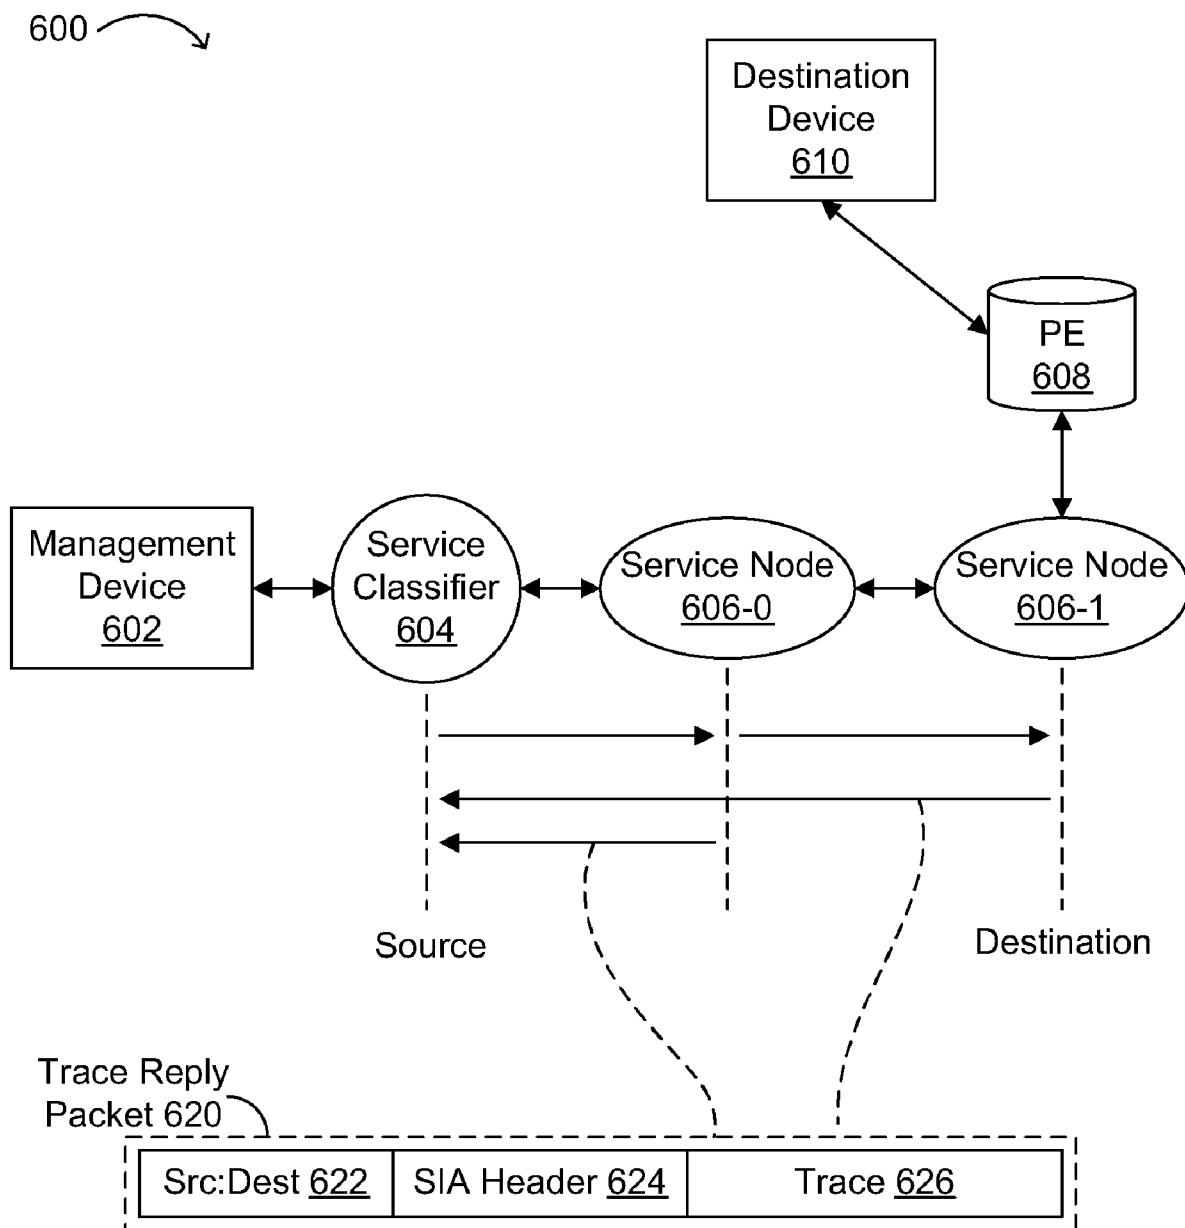 600
Destination
Device
610
PE
608
Management
Device
602
Service
Classifier
604
Service Node
606-0
Service Node
606-1
Source
Destination
Trace Reply
Packet 620
Src:Dest 622
SIA Header 624
Trace 626